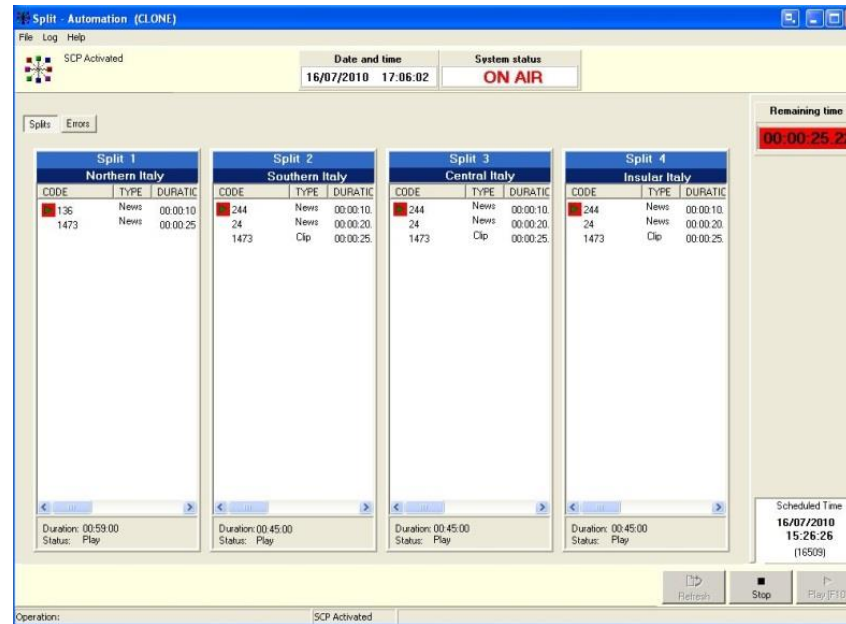 Split - Automation (CLONE)
File Log Help
SCP Activated
Date and time
16/07/2010 17:06:02
System status
ON AIR
Remaining time
00:00:25.22
Splits Errors
Split 1
Northern Italy
CODE TYPE DURATIC
136 News 00:00:10
1473 News 00:00:25
Duration: 00:59:00
Status: Play
Split 2
Southern Italy
CODE TYPE DURATIC
244 News 00:00:10.
24 News 00:00:20.
1473 Clip 00:00:25.
Duration: 00:45:00
Status: Play
Split 3
Central Italy
CODE TYPE DURATIC
244 News 00:00:10.
24 News 00:00:20.
1473 Clip 00:00:25.
Duration: 00:45:00
Status: Play
Split 4
Insular Italy
CODE TYPE DURATIC
244 News 00:00:10.
24 News 00:00:20.
1473 Clip 00:00:25.
Duration: 00:45:00
Status: Play
Scheduled Time
16/07/2010
15:26:26
(16509)
Refresh Stop Play [F10
Operation: SCP Activated